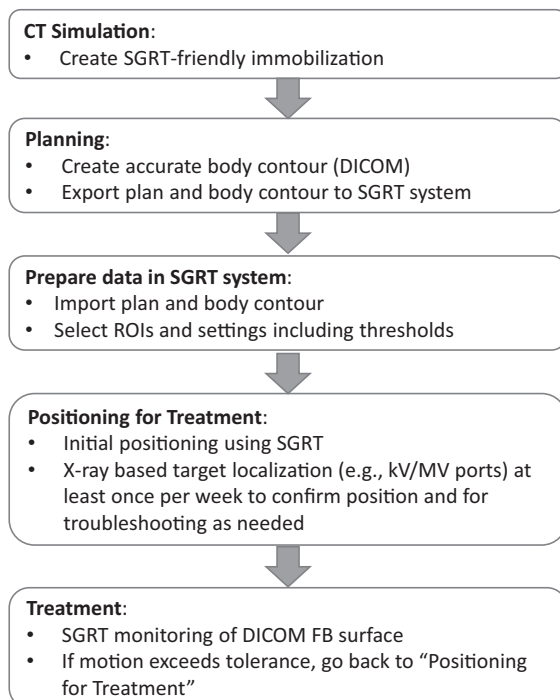 CT Simulation:
• Create SGRT-friendly immobilization
Planning:
• Create accurate body contour (DICOM)
• Export plan and body contour to SGRT system
Prepare data in SGRT system:
• Import plan and body contour
• Select ROIs and settings including thresholds
Positioning for Treatment:
• Initial positioning using SGRT
• X-ray based target localization (e.g., kV/MV ports) at
least once per week to confirm position and for
troubleshooting as needed
Treatment:
• SGRT monitoring of DICOM FB surface
• If motion exceeds tolerance, go back to “Positioning
for Treatment”